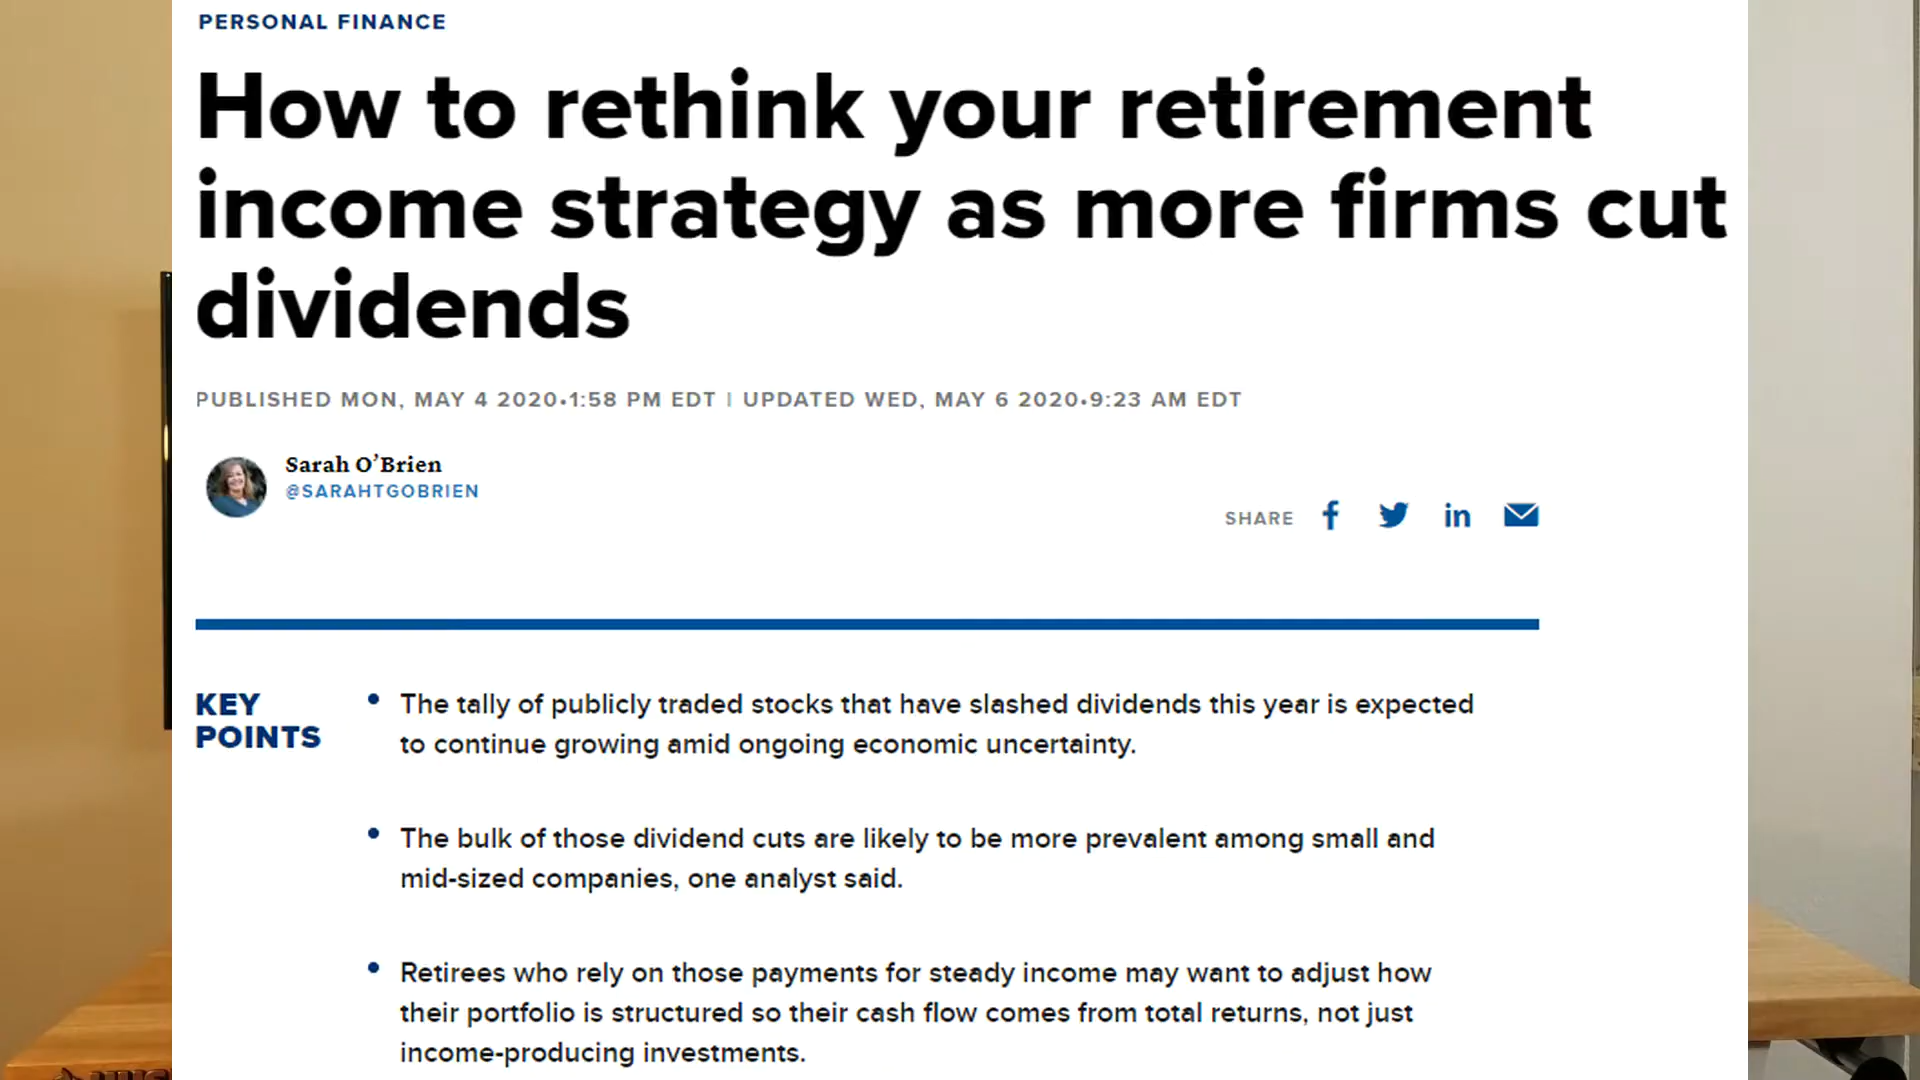 PERSONAL FINANCE
How to rethink your retirement
income strategy as more firms cut
dividends
PUBLISHED MON, MAY 4 2020•1:58 PM EDT | UPDATED WED, MAY 6 2020•9:23 AM EDT
Sarah O’Brien
@SARAHTGOBRIEN
SHARE
KEY
POINTS
• The tally of publicly traded stocks that have slashed dividends this year is expected
to continue growing amid ongoing economic uncertainty.
• The bulk of those dividend cuts are likely to be more prevalent among small and
mid-sized companies, one analyst said.
• Retirees who rely on those payments for steady income may want to adjust how
their portfolio is structured so their cash flow comes from total returns, not just
income-producing investments.